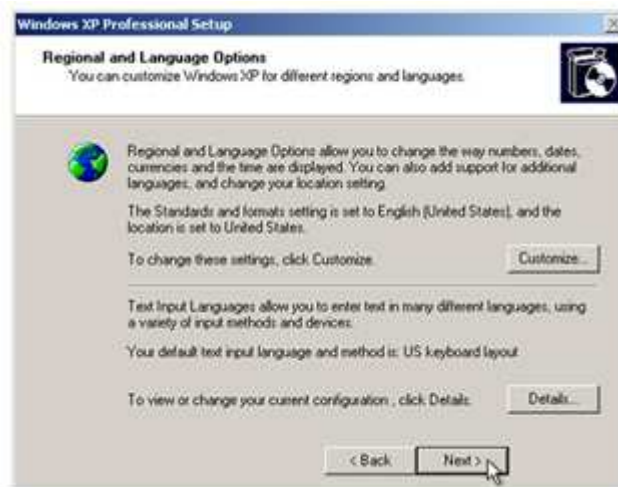 Windows XP Professional Setup
Regional and Language Options
You can customize Windows XP for different regions and languages.
Regional and Language Options allow you to change the way numbers, dates,
currencies and the time are displayed. You can also add support for additional
languages, and change your location setting.
The Standards and formats setting is set to English (United States), and the
location is set to United States.
To change these settings, click Customize.
Customize...
Text Input Languages allow you to enter text in many different languages, using
a variety of input methods and devices.
Your default text input language and method is: US keyboard layout
To view or change your current configuration , click Details.
Details...
< Back
Next >